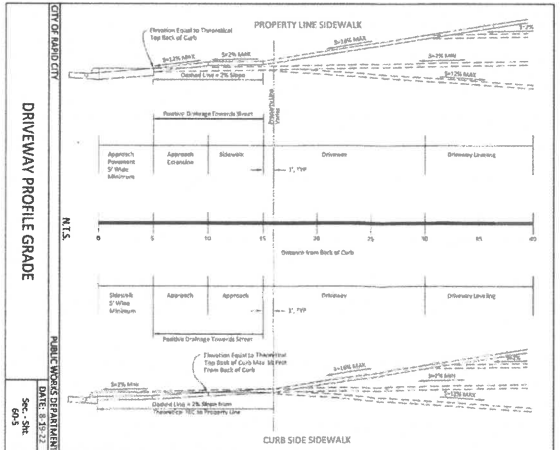 PROPERTY LINE SIDEWALK
Elevation Equal to Theoretical
Top Back of Curb
S=12% MAX
S=2% MAX
S=10% MAX
S=2%
S=2% MAX
S=12% MAX
Dashed Line = 2% Slope
Positive Drainage Towards Street
Approach
Pavement
5' Wide
Minimum
Approach
Extension
Sidewalk
1', TYP
Driveway
Driveway Leveling
0 5 10 15 20 25 30 35 40
Distance from Back of Curb
Sidewalk
5' Wide
Minimum
Approach
Approach
1', TYP
Driveway
Driveway Leveling
Positive Drainage Towards Street
Elevation Equal to Theoretical
Top Back of Curb
From Back of Curb
S=2% MAX
S=10% MAX
S=2%
S=2% MAX
S=12% MAX
Dashed Line = 2% Slope from
Theoretical TBC to Property Line
CURB SIDE SIDEWALK
CITY OF RAPID CITY
DRIVEWAY PROFILE GRADE
N.T.S.
PUBLIC WORKS DEPARTMENT
DATE:
Sec. - Sht.
60-5